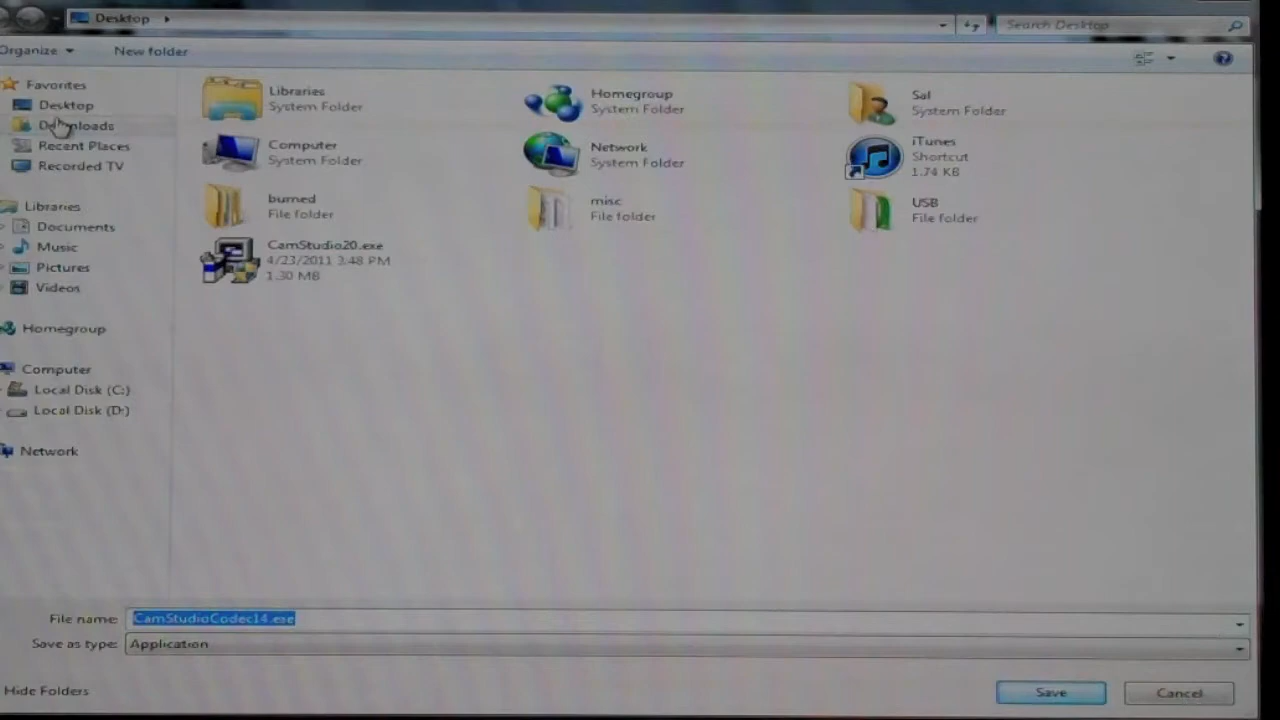 Desktop
Search Desktop
Organize
New folder
Favorites
Desktop
Downloads
Recent Places
Recorded TV
Libraries
Documents
Music
Pictures
Videos
Homegroup
Computer
Local Disk (C:)
Local Disk (D:)
Network
Libraries
System Folder
Homegroup
System Folder
Sal
System Folder
Computer
System Folder
Network
System Folder
iTunes
Shortcut
1.74 KB
burned
File folder
misc
File folder
USB
File folder
CamStudio20.exe
4/23/2011 3:48 PM
1.30 MB
File name: CamStudioCodec14.exe
Save as type: Application
Hide Folders
Save
Cancel